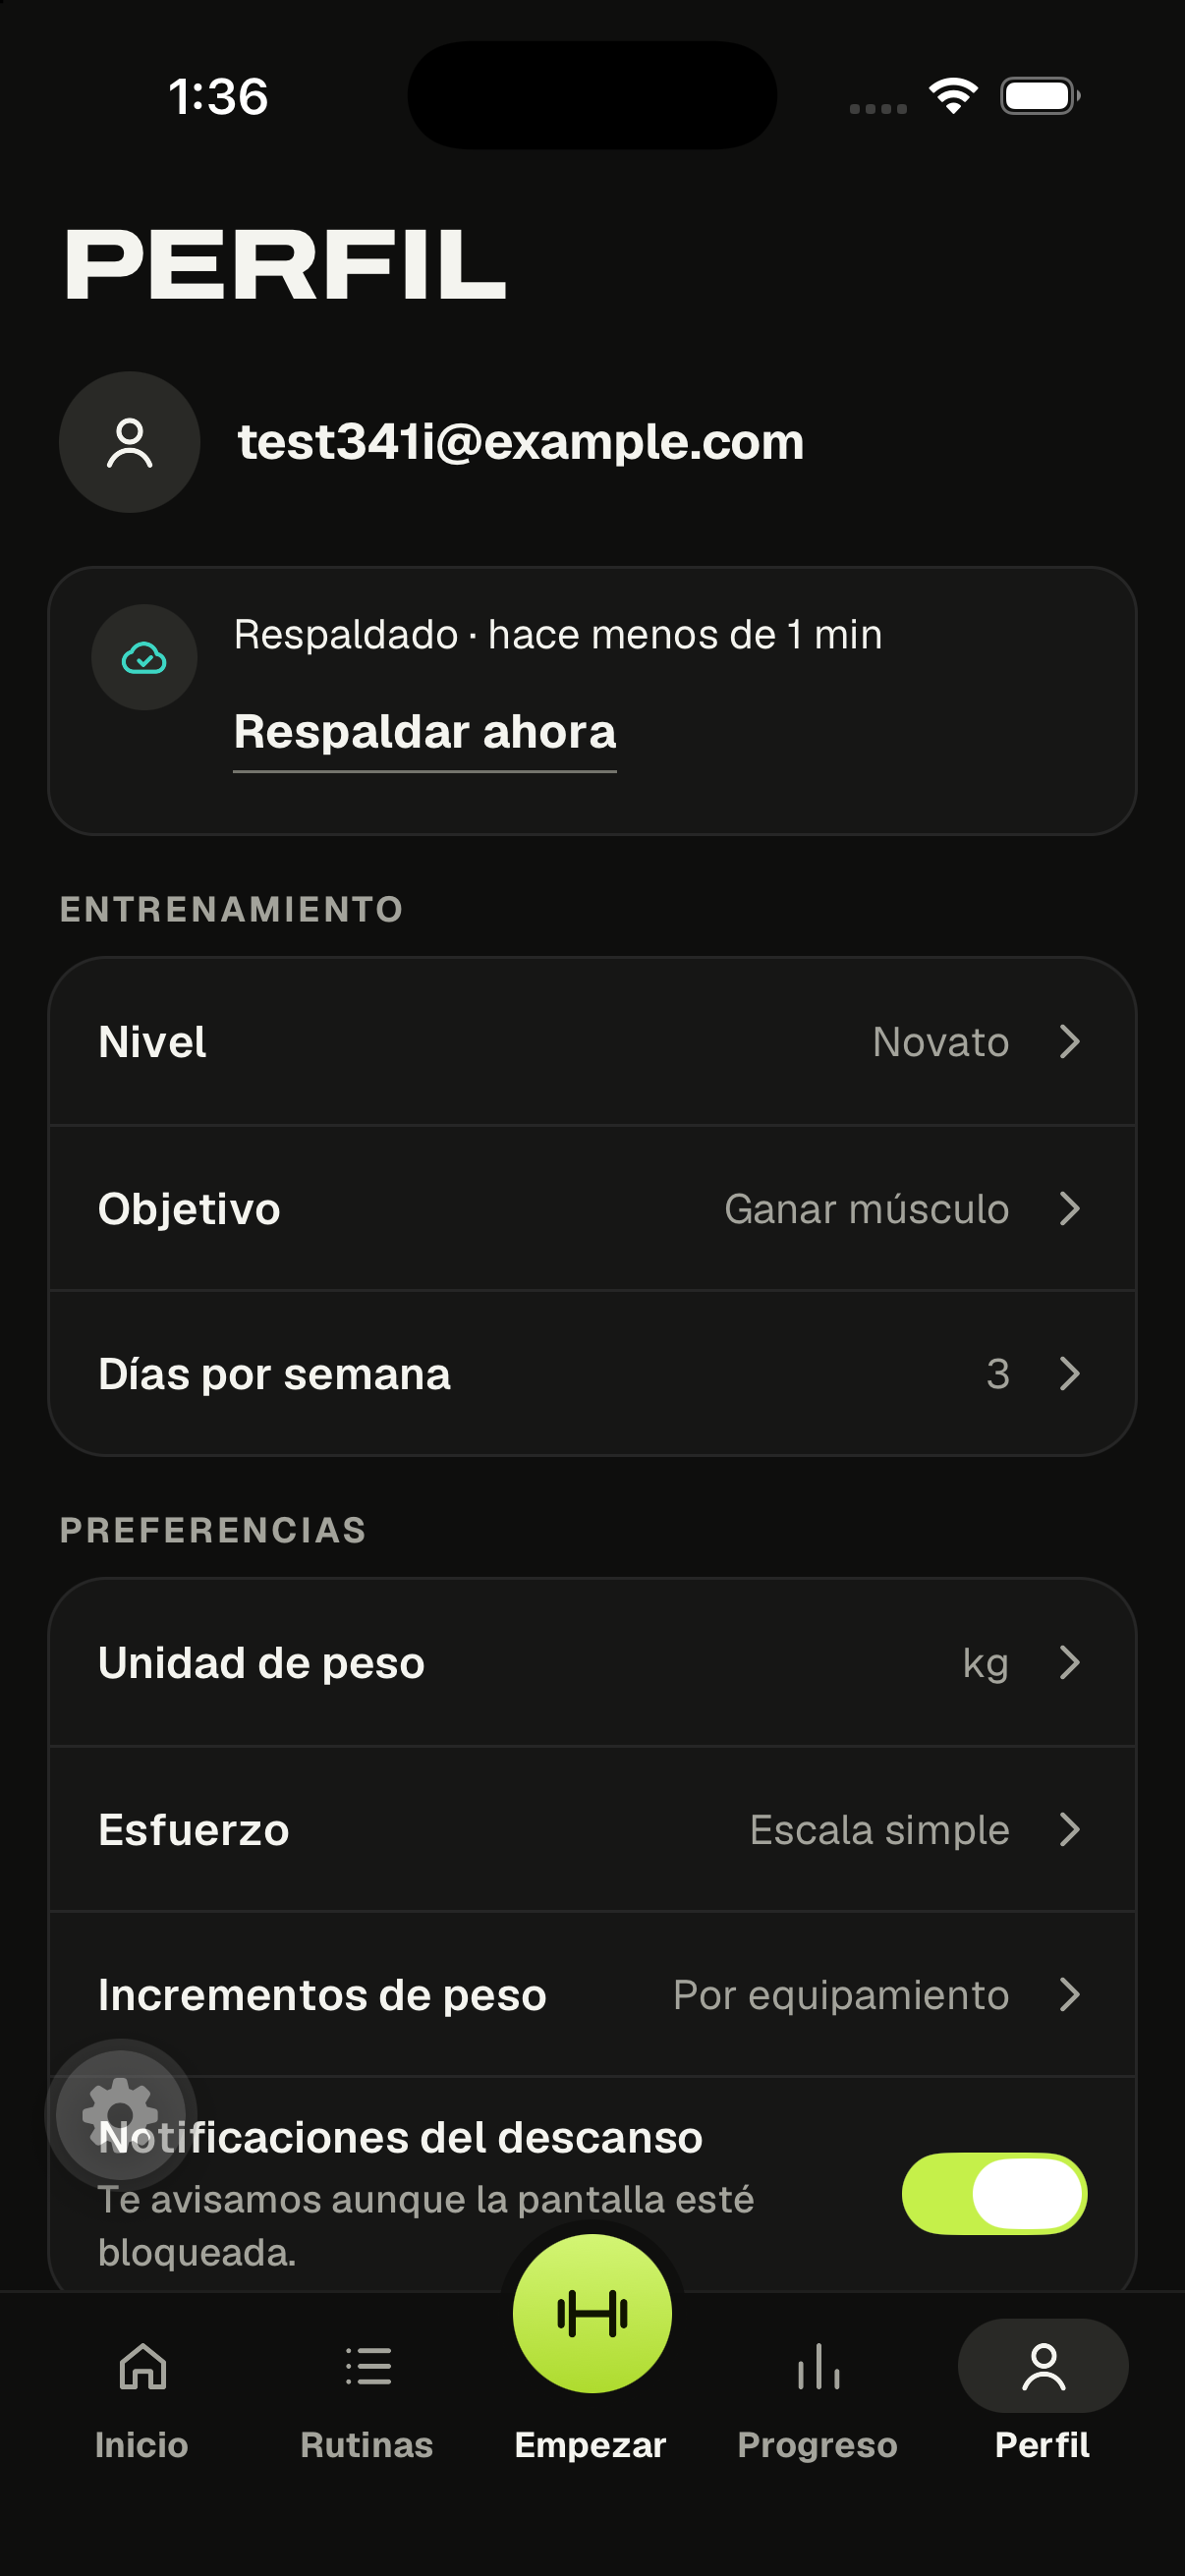 1:36
PERFIL
test341i@example.com
Respaldado · hace menos de 1 min
Respaldar ahora
ENTRENAMIENTO
Nivel Novato
Objetivo Ganar músculo
Días por semana 3
PREFERENCIAS
Unidad de peso kg
Esfuerzo Escala simple
Incrementos de peso Por equipamiento
Notificaciones del descanso
Te avisamos aunque la pantalla esté
bloqueada.
Inicio Rutinas Empezar Progreso Perfil